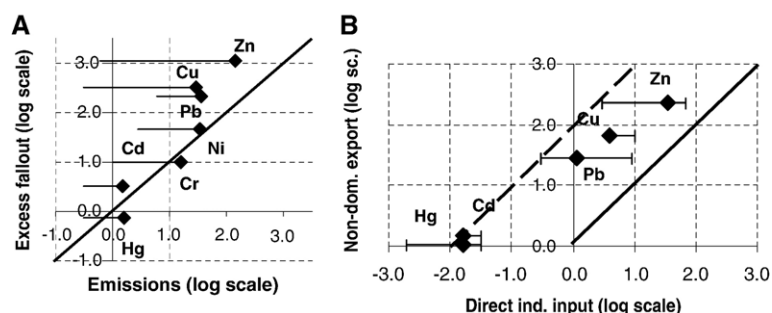 A
Excess fallout (log scale)
3.0
2.0
1.0
0.0
-1.0
Zn
Cu
Pb
Cd
Ni
Cr
Hg
-1.0 0.0 1.0 2.0 3.0
Emissions (log scale)
B
Non-dom. export (log sc.)
3.0
2.0
1.0
0.0
Zn
Cu
Pb
Hg
Cd
-3.0 -2.0 -1.0 0.0 1.0 2.0 3.0
Direct ind. input (log scale)